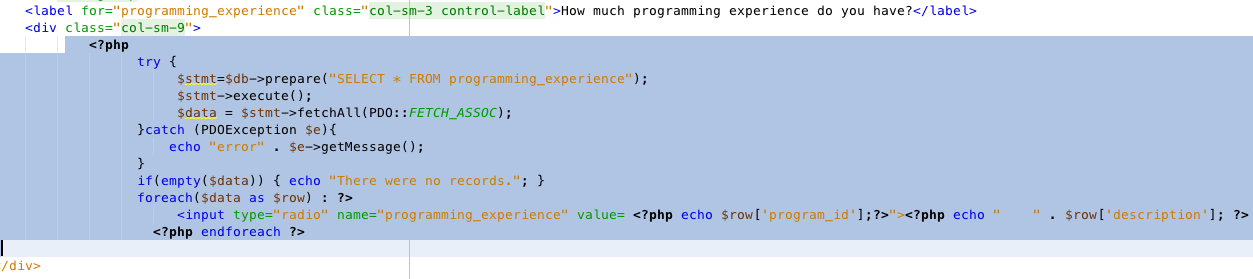 <label for="programming_experience" class="col-sm-3 control-label">How much programming experience do you have?</label>
<div class="col-sm-9">
<?php
try {
$stmt=$db->prepare("SELECT * FROM programming_experience");
$stmt->execute();
$data = $stmt->fetchAll(PDO::FETCH_ASSOC);
}catch (PDOException $e){
echo "error" . $e->getMessage();
}
if(empty($data)) { echo "There were no records."; }
foreach($data as $row) : ?>
<input type="radio" name="programming_experience" value= <?php echo $row['program_id'];?>"><?php echo "    " . $row['description']; ?>
<?php endforeach ?>
/div>